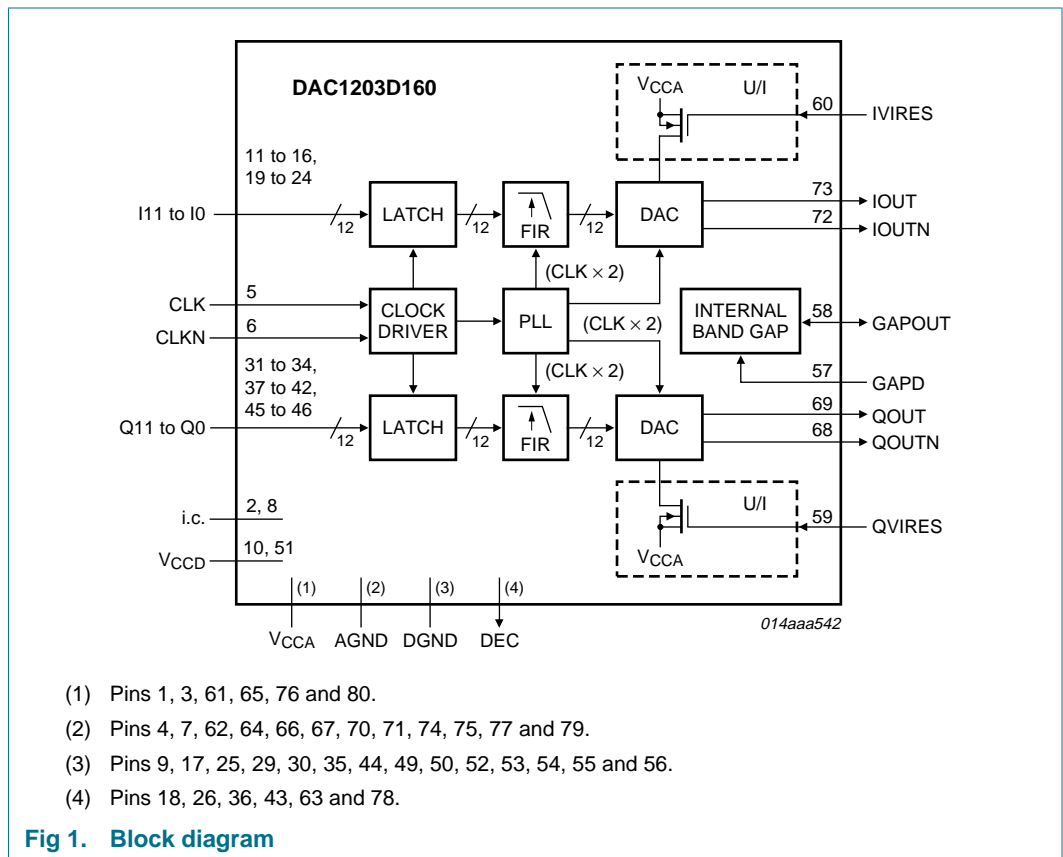 DAC1203D160
VCCA
U/I
60
IVIRES
11 to 16,
19 to 24
I11 to I0
12
LATCH
12
FIR
12
DAC
73
IOUT
72
IOUTN
(CLK × 2)
CLK
5
CLKN
6
CLOCK
DRIVER
PLL
(CLK × 2)
INTERNAL
BAND GAP
58
GAPOUT
57
GAPD
(CLK × 2)
31 to 34,
37 to 42,
45 to 46
Q11 to Q0
12
LATCH
12
FIR
12
DAC
69
QOUT
68
QOUTN
U/I
59
QVIRES
VCCA
i.c.
2, 8
VCCD
10, 51
(1)
(2)
(3)
(4)
VCCA
AGND
DGND
DEC
014aaa542
(1) Pins 1, 3, 61, 65, 76 and 80.
(2) Pins 4, 7, 62, 64, 66, 67, 70, 71, 74, 75, 77 and 79.
(3) Pins 9, 17, 25, 29, 30, 35, 44, 49, 50, 52, 53, 54, 55 and 56.
(4) Pins 18, 26, 36, 43, 63 and 78.
Fig 1. Block diagram